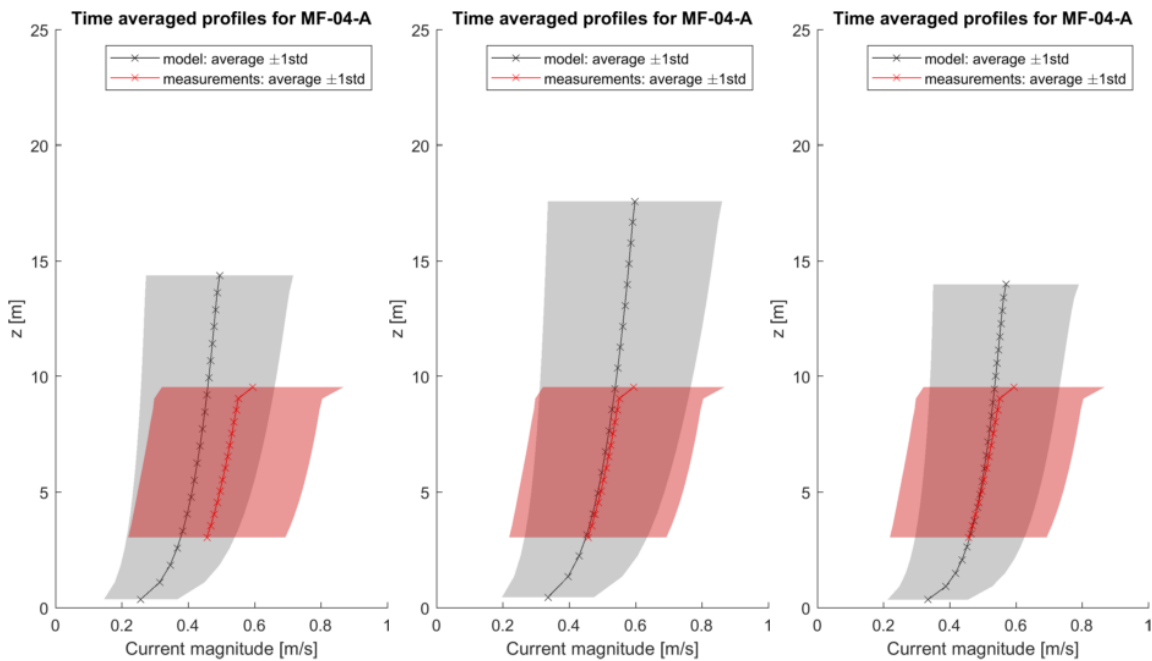 Time averaged profiles for MF-04-A
25
20
15
10
5
0
z [m]
model: average ±1std
measurements: average ±1std
0
0.2
0.4
0.6
0.8
1
Current magnitude [m/s]
Time averaged profiles for MF-04-A
25
20
15
10
5
0
z [m]
model: average ±1std
measurements: average ±1std
0
0.2
0.4
0.6
0.8
1
Current magnitude [m/s]
Time averaged profiles for MF-04-A
25
20
15
10
5
0
z [m]
model: average ±1std
measurements: average ±1std
0
0.2
0.4
0.6
0.8
1
Current magnitude [m/s]